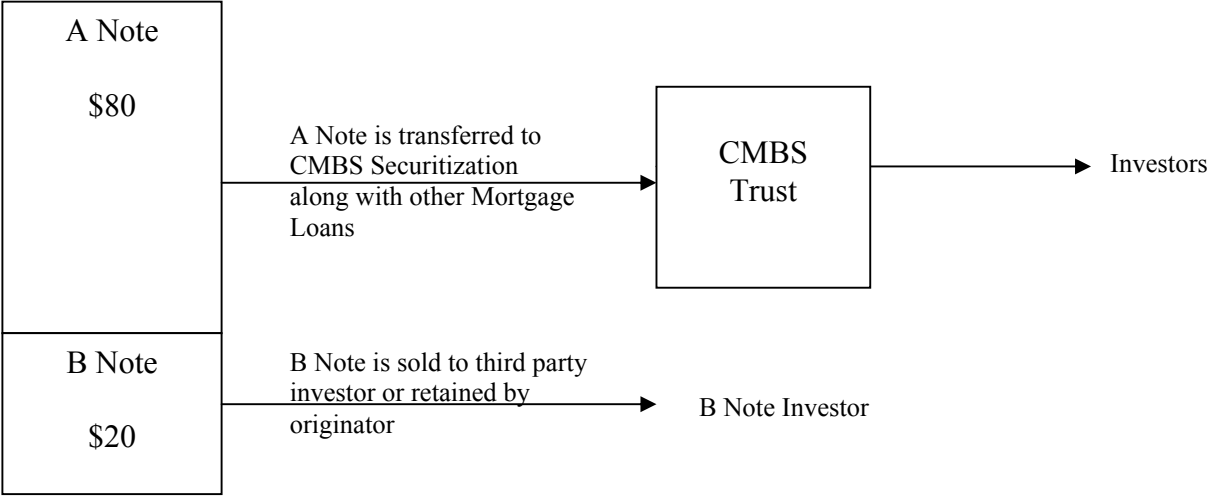 A Note
$80
A Note is transferred to
CMBS Securitization
along with other Mortgage
Loans
CMBS
Trust
Investors
B Note
$20
B Note is sold to third party
investor or retained by
originator
B Note Investor